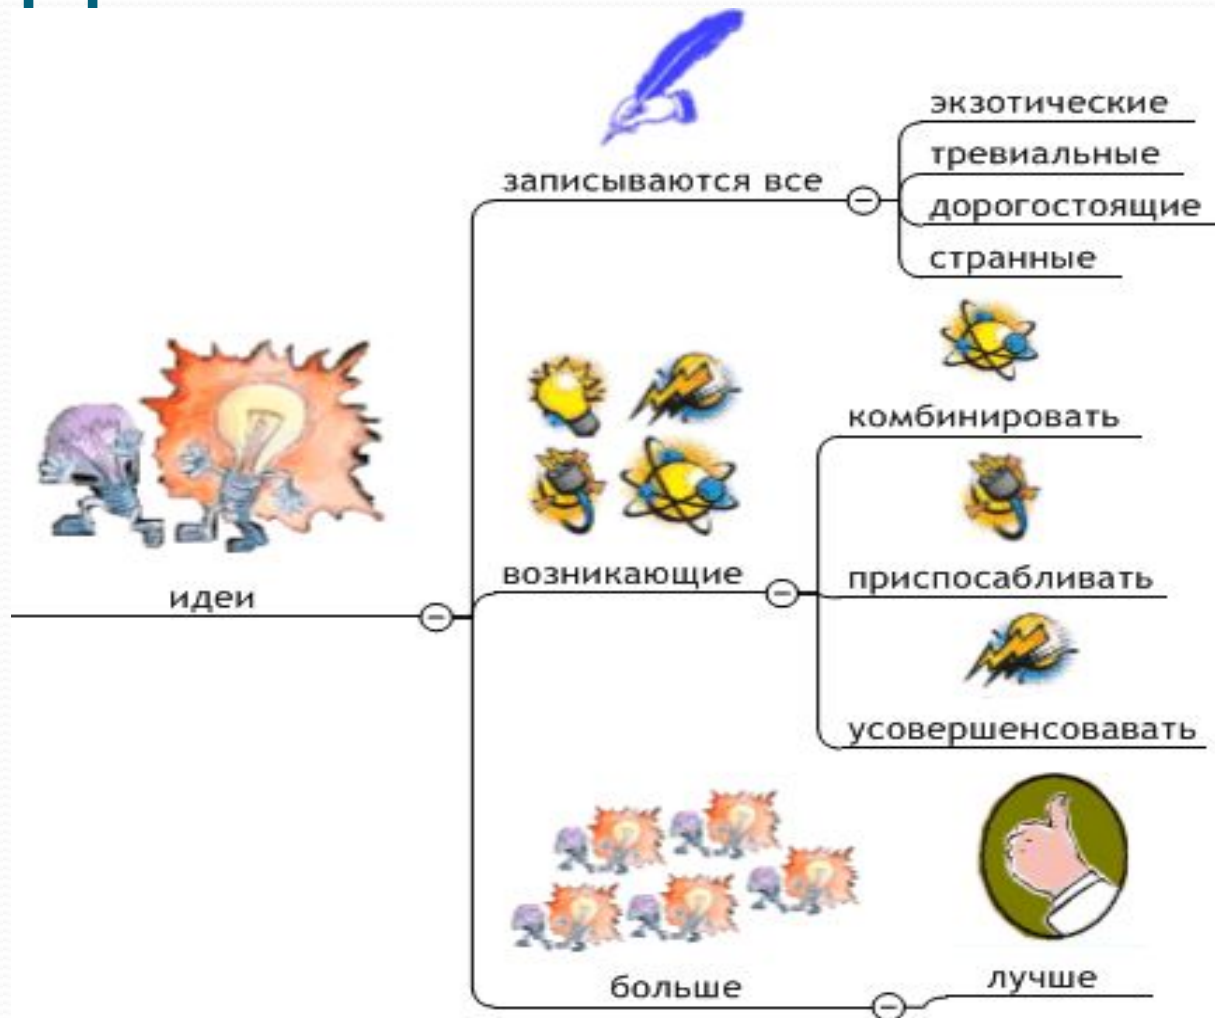 экзотические
тревиальные
записываются все
дорогостоящие
странные
комбинировать
возникающие
приспосабливать
идеи
усовершенсовавать
больше
лучше